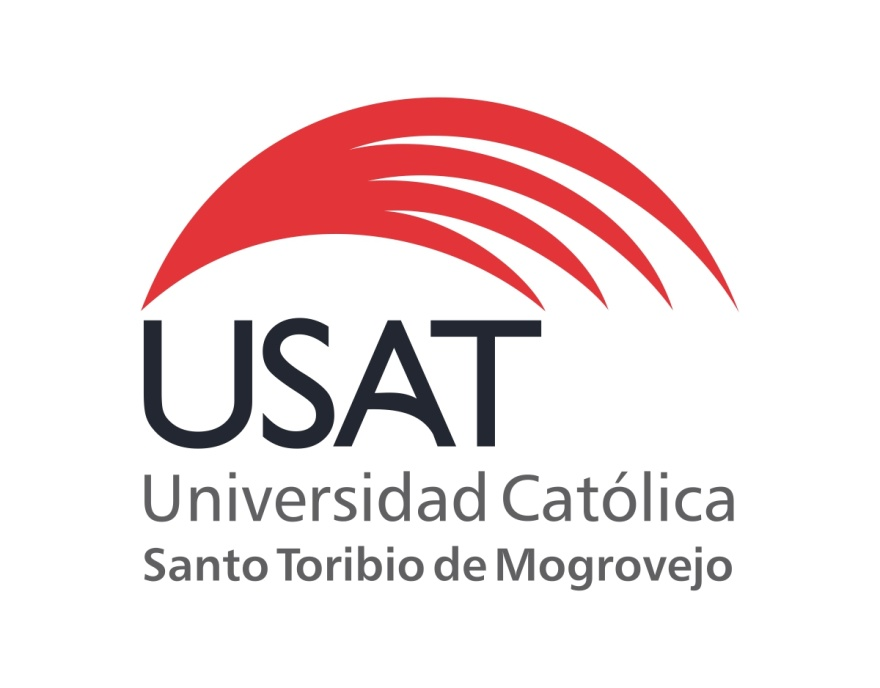 USAT
Universidad Católica
Santo Toribio de Mogrovejo